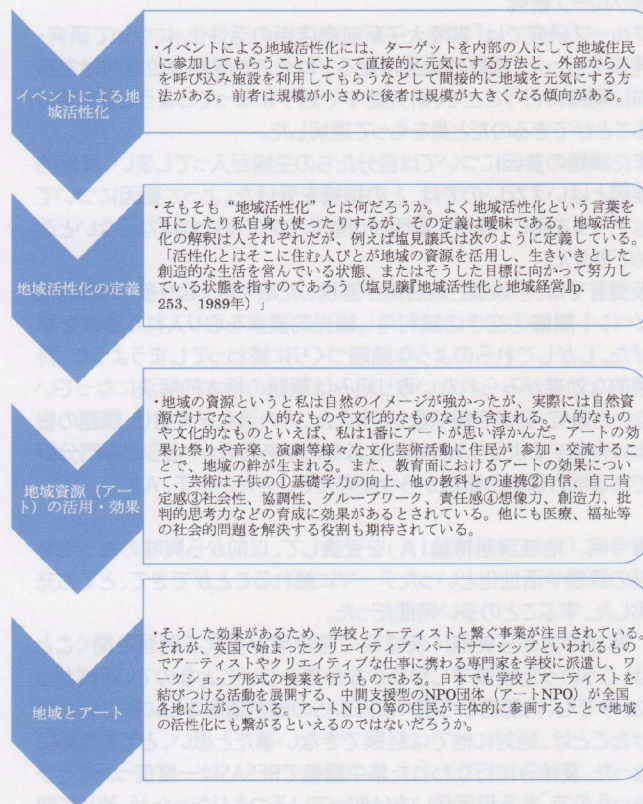 イベントによる地
域活性化
・イベントによる地域活性化には、ターゲットを内部の人にして地域住民
に参加してもらうことによって直接的に元気にする方法と、外部から人
を呼び込み施設を利用してもらうなどして間接的に地域を元気にする方
法がある。前者は規模が小さめに後者は規模が大きくなる傾向がある。
地域活性化の定義
・そもそも“地域活性化”とは何だろうか。よく地域活性化という言葉を
耳にしたり私自身も使ったりするが、その定義は曖昧である。地域活性
化の解釈は人それぞれだが、例えば塩見譲氏は次のように定義している。
「活性化とはそこに住む人びとが地域の資源を活用し、生きいきとした
創造的な生活を営んでいる状態、またはそうした目標に向かって努力し
ている状態を指すのであろう（塩見譲『地域活性化と地域経営』p.
253、1989年）」
地域資源（アー
ト）の活用・効果
・地域の資源というと私は自然のイメージが強かったが、実際には自然資
源だけでなく、人的なものや文化的なものなども含まれる。人的なもの
や文化的なものといえば、私は1番にアートが思い浮かんだ。アートの効
果は祭りや音楽、演劇等様々な文化芸術活動に住民が 参加・交流するこ
とで、地域の絆が生まれる。また、教育面におけるアートの効果につい
て、芸術は子供の①基礎学力の向上、他の教科との連携②自信、自己肯
定感③社会性、協調性、グループワーク、責任感④想像力、創造力、批
判的思考力などの育成に効果があるとされている。他にも医療、福祉等
の社会的問題を解決する役割も期待されている。
地域とアート
・そうした効果があるため、学校とアーティストと繋ぐ事業が注目されている。
それが、英国で始まったクリエイティブ・パートナーシップといわれるもの
でアーティストやクリエイティブな仕事に携わる専門家を学校に派遣し、ワ
ークショップ形式の授業を行うものである。日本でも学校とアーティストを
結びつける活動を展開する、中間支援型のNPO団体（アートNPO）が全国
各地に広がっている。アートＮＰＯ等の住民が主体的に参画することで地域
の活性化にも繋がるといえるのではないだろうか。